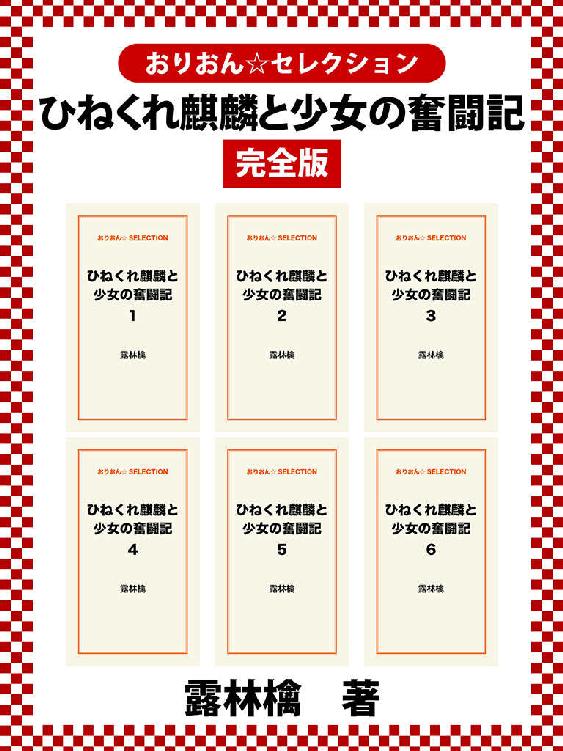 おりおん☆セレクション
ひねくれ麒麟と少女の奮闘記
完全版
おりおん☆ SELECTION
ひねくれ麒麟と
少女の奮闘記
1
露林檎
おりおん☆ SELECTION
ひねくれ麒麟と
少女の奮闘記
2
露林檎
おりおん☆ SELECTION
ひねくれ麒麟と
少女の奮闘記
3
露林檎
おりおん☆ SELECTION
ひねくれ麒麟と
少女の奮闘記
4
露林檎
おりおん☆ SELECTION
ひねくれ麒麟と
少女の奮闘記
5
露林檎
おりおん☆ SELECTION
ひねくれ麒麟と
少女の奮闘記
6
露林檎
露林檎　著